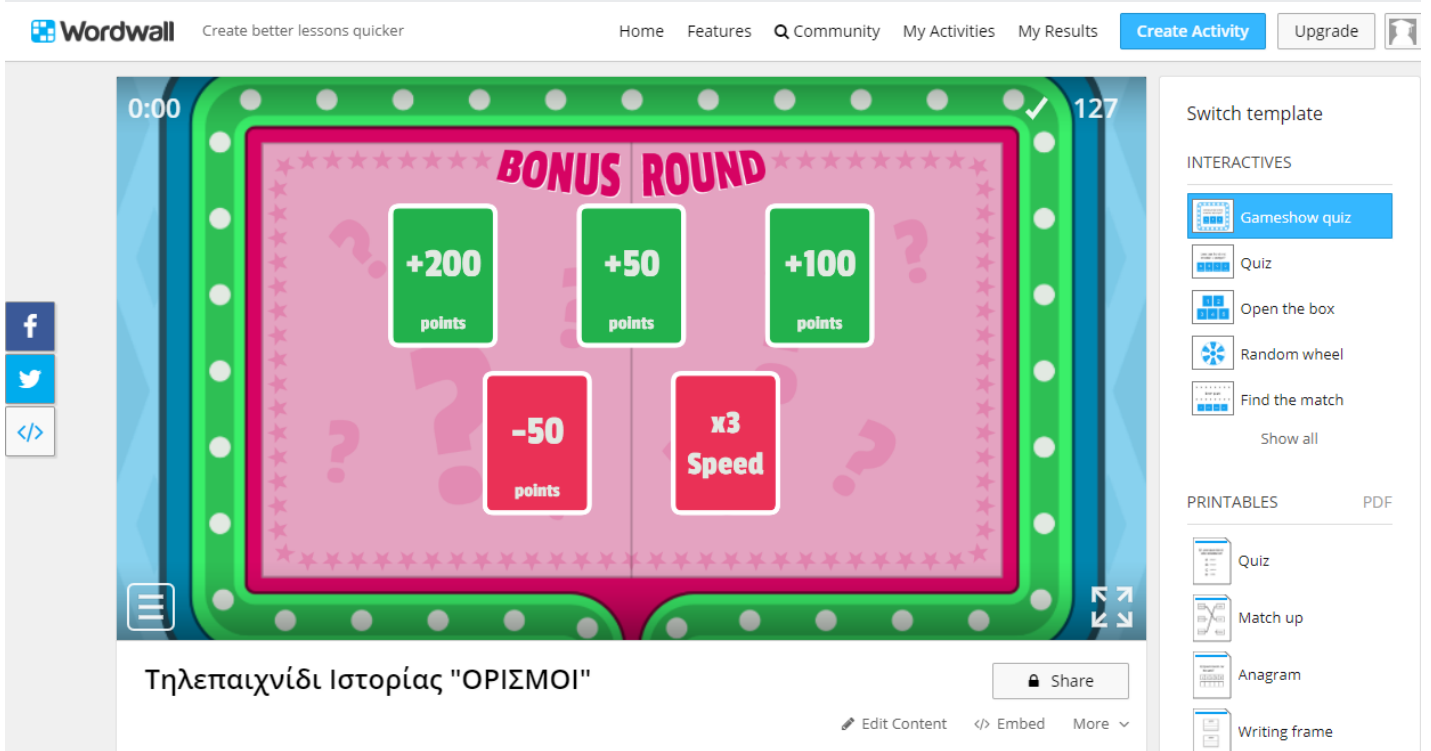 Wordwall Create better lessons quicker Home Features Community My Activities My Results Create Activity Upgrade
0:00 127
BONUS ROUND
+200 points
+50 points
+100 points
-50 points
x3 Speed
Switch template
INTERACTIVES
Gameshow quiz
Quiz
Open the box
Random wheel
Find the match
Show all
PRINTABLES PDF
Quiz
Match up
Anagram
Writing frame
Τηλεπαιχνίδι Ιστορίας "ΟΡΙΣΜΟΙ"
Share
Edit Content </> Embed More